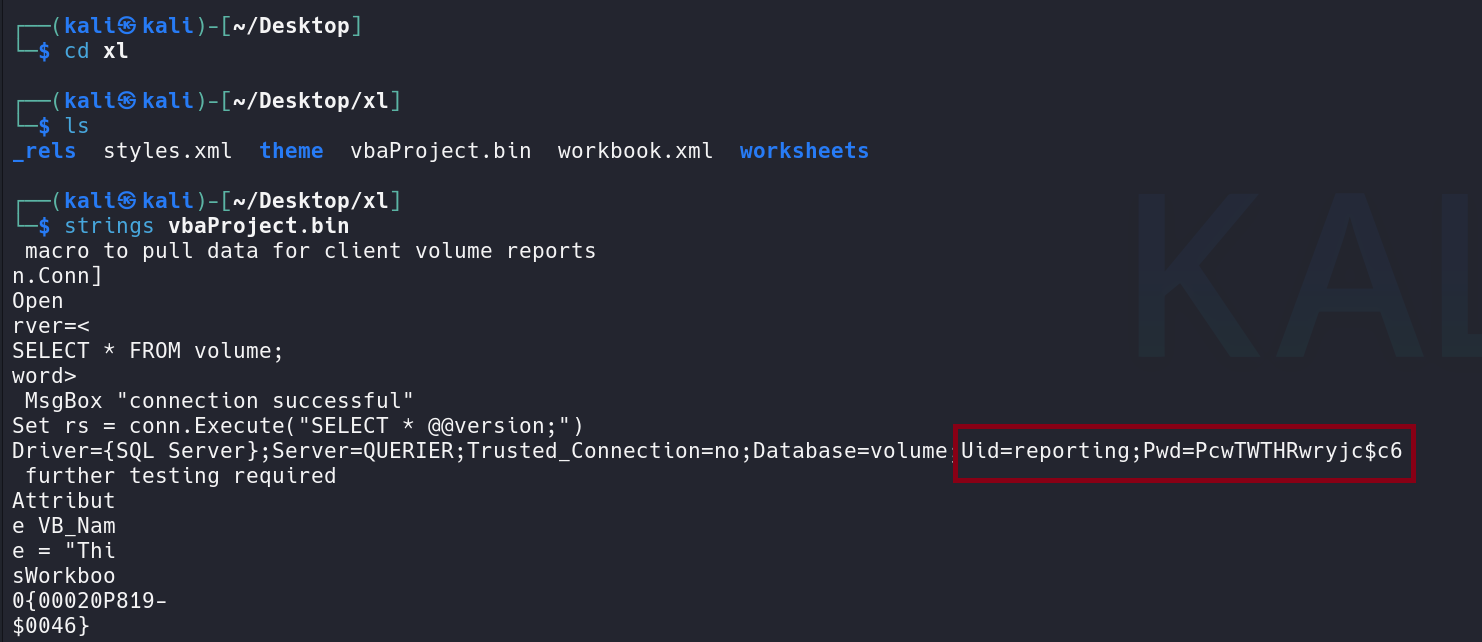 ┌──(kali㉿kali)-[~/Desktop]
└─$ cd xl
┌──(kali㉿kali)-[~/Desktop/xl]
└─$ ls
_rels  styles.xml  theme  vbaProject.bin  workbook.xml  worksheets
┌──(kali㉿kali)-[~/Desktop/xl]
└─$ strings vbaProject.bin
 macro to pull data for client volume reports
n.Conn]
Open
rver=<
SELECT * FROM volume;
word>
 MsgBox "connection successful"
Set rs = conn.Execute("SELECT * @@version;")
Driver={SQL Server};Server=QUERIER;Trusted_Connection=no;Database=volume;Uid=reporting;Pwd=PcwTWTHRwryjc$c6
 further testing required
Attribut
e VB_Nam
e = "Thi
sWorkboo
0{00020P819-
$0046}
KAL